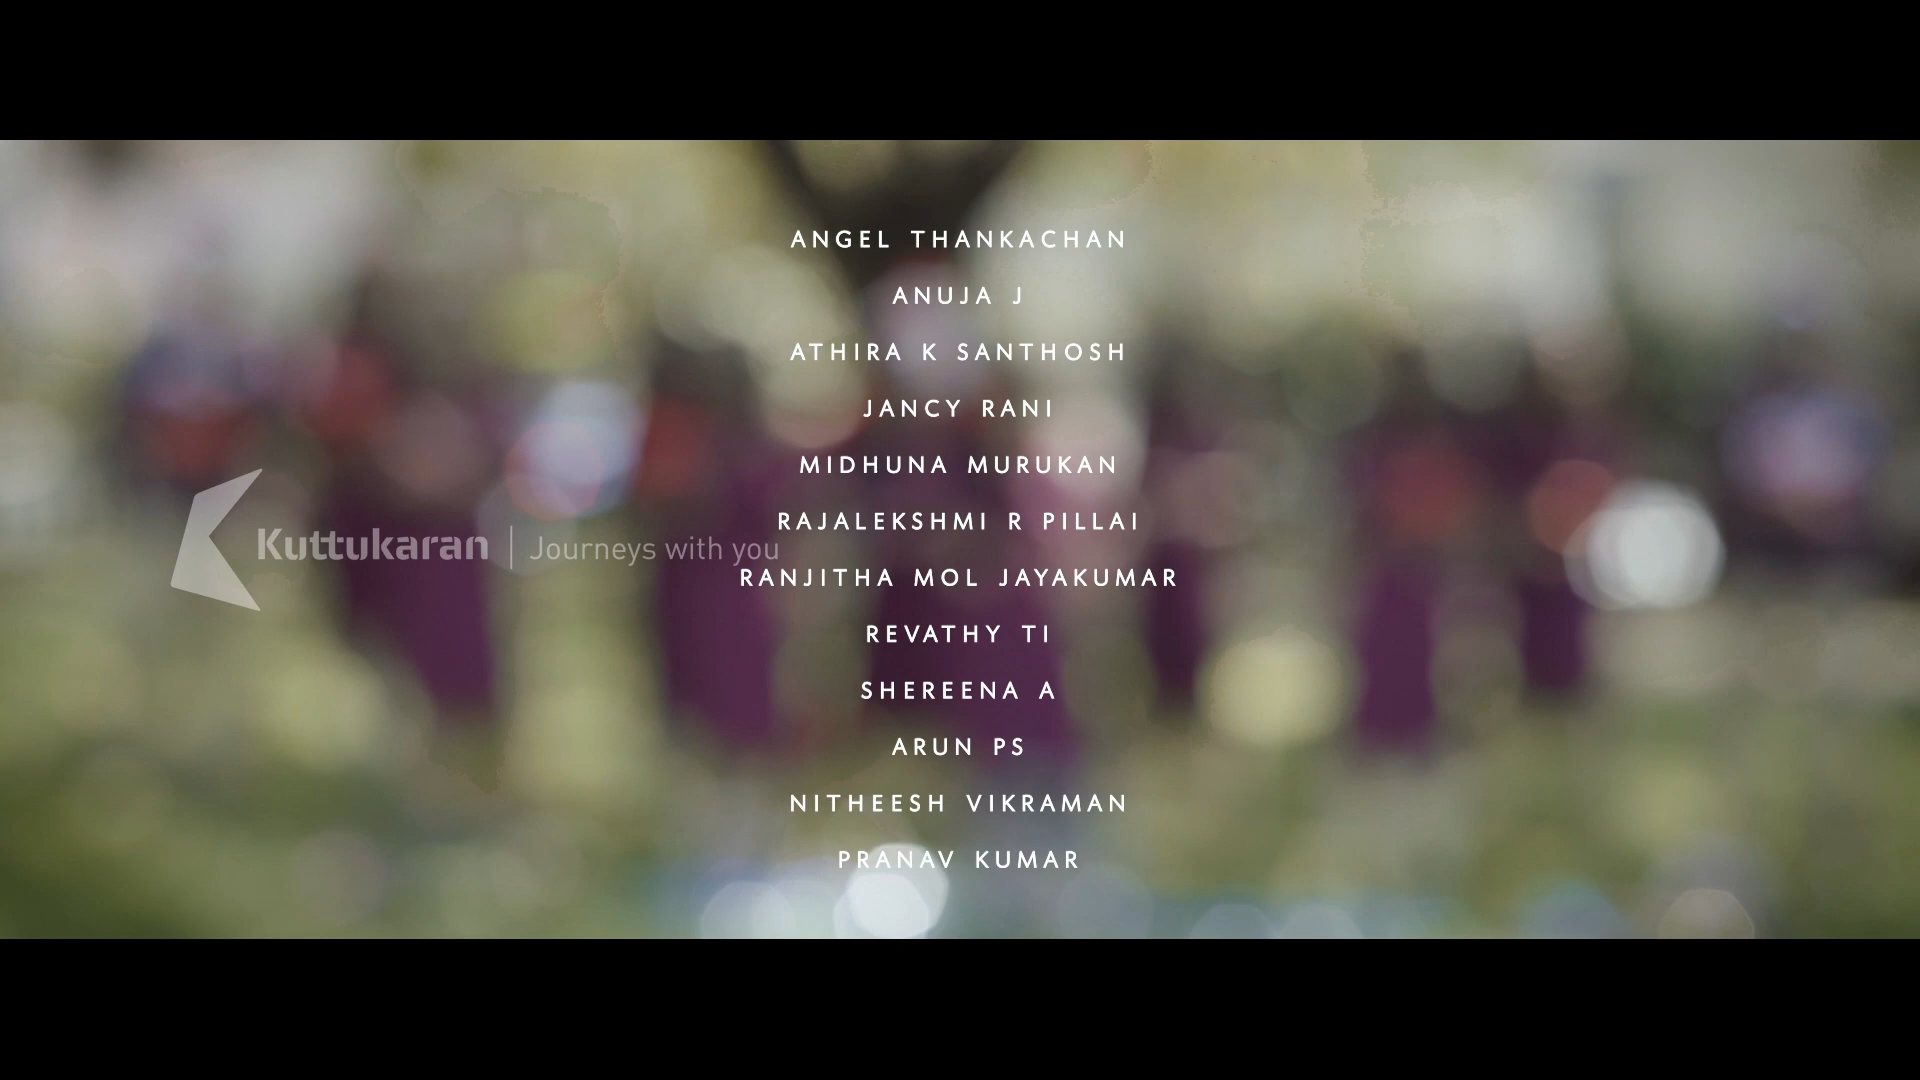 ANGEL THANKACHAN
ANUJA J
ATHIRA K SANTHOSH
JANCY RANI
MIDHUNA MURUKAN
RAJALEKSHMI R PILLAI
Kuttukaran | Journeys with you
RANJITHA MOL JAYAKUMAR
REVATHY TI
SHEREENA A
ARUN PS
NITHEESH VIKRAMAN
PRANAV KUMAR